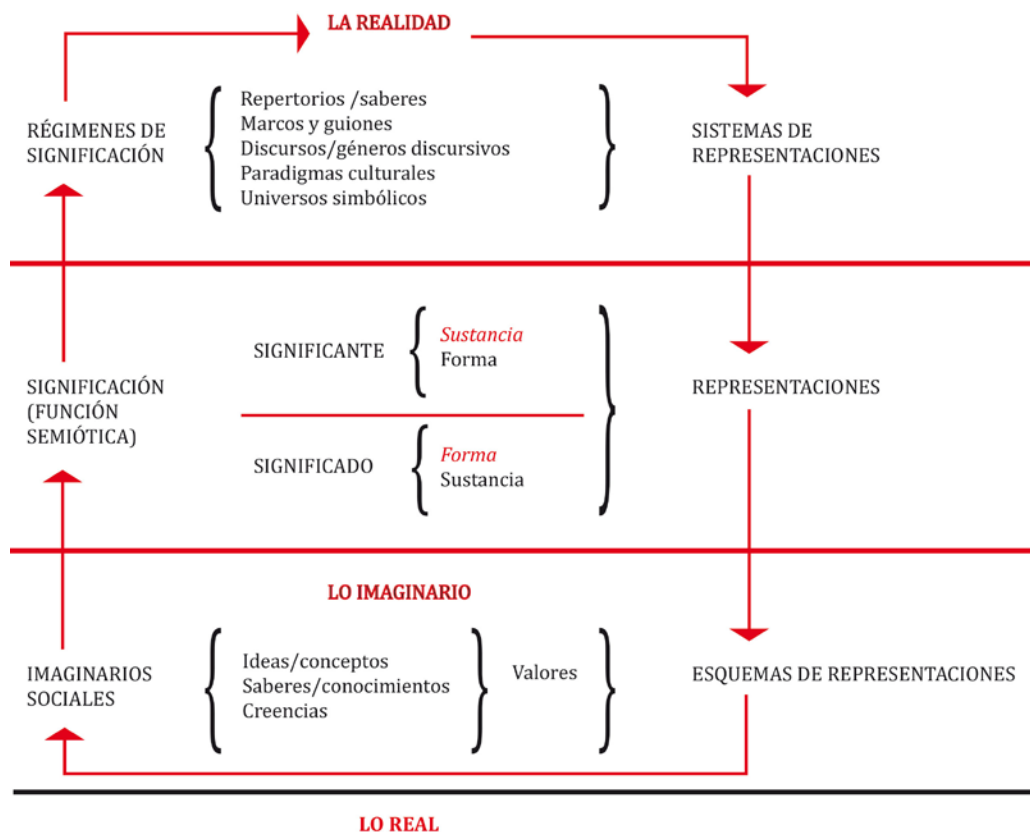 LA REALIDAD
RÉGIMENES DE
SIGNIFICACIÓN
Repertorios /saberes
Marcos y guiones
Discursos/géneros discursivos
Paradigmas culturales
Universos simbólicos
SISTEMAS DE
REPRESENTACIONES
SIGNIFICACIÓN
(FUNCIÓN
SEMIÓTICA)
SIGNIFICANTE
Sustancia
Forma
SIGNIFICADO
Forma
Sustancia
REPRESENTACIONES
LO IMAGINARIO
IMAGINARIOS
SOCIALES
Ideas/conceptos
Saberes/conocimientos
Creencias
Valores
ESQUEMAS DE REPRESENTACIONES
LO REAL